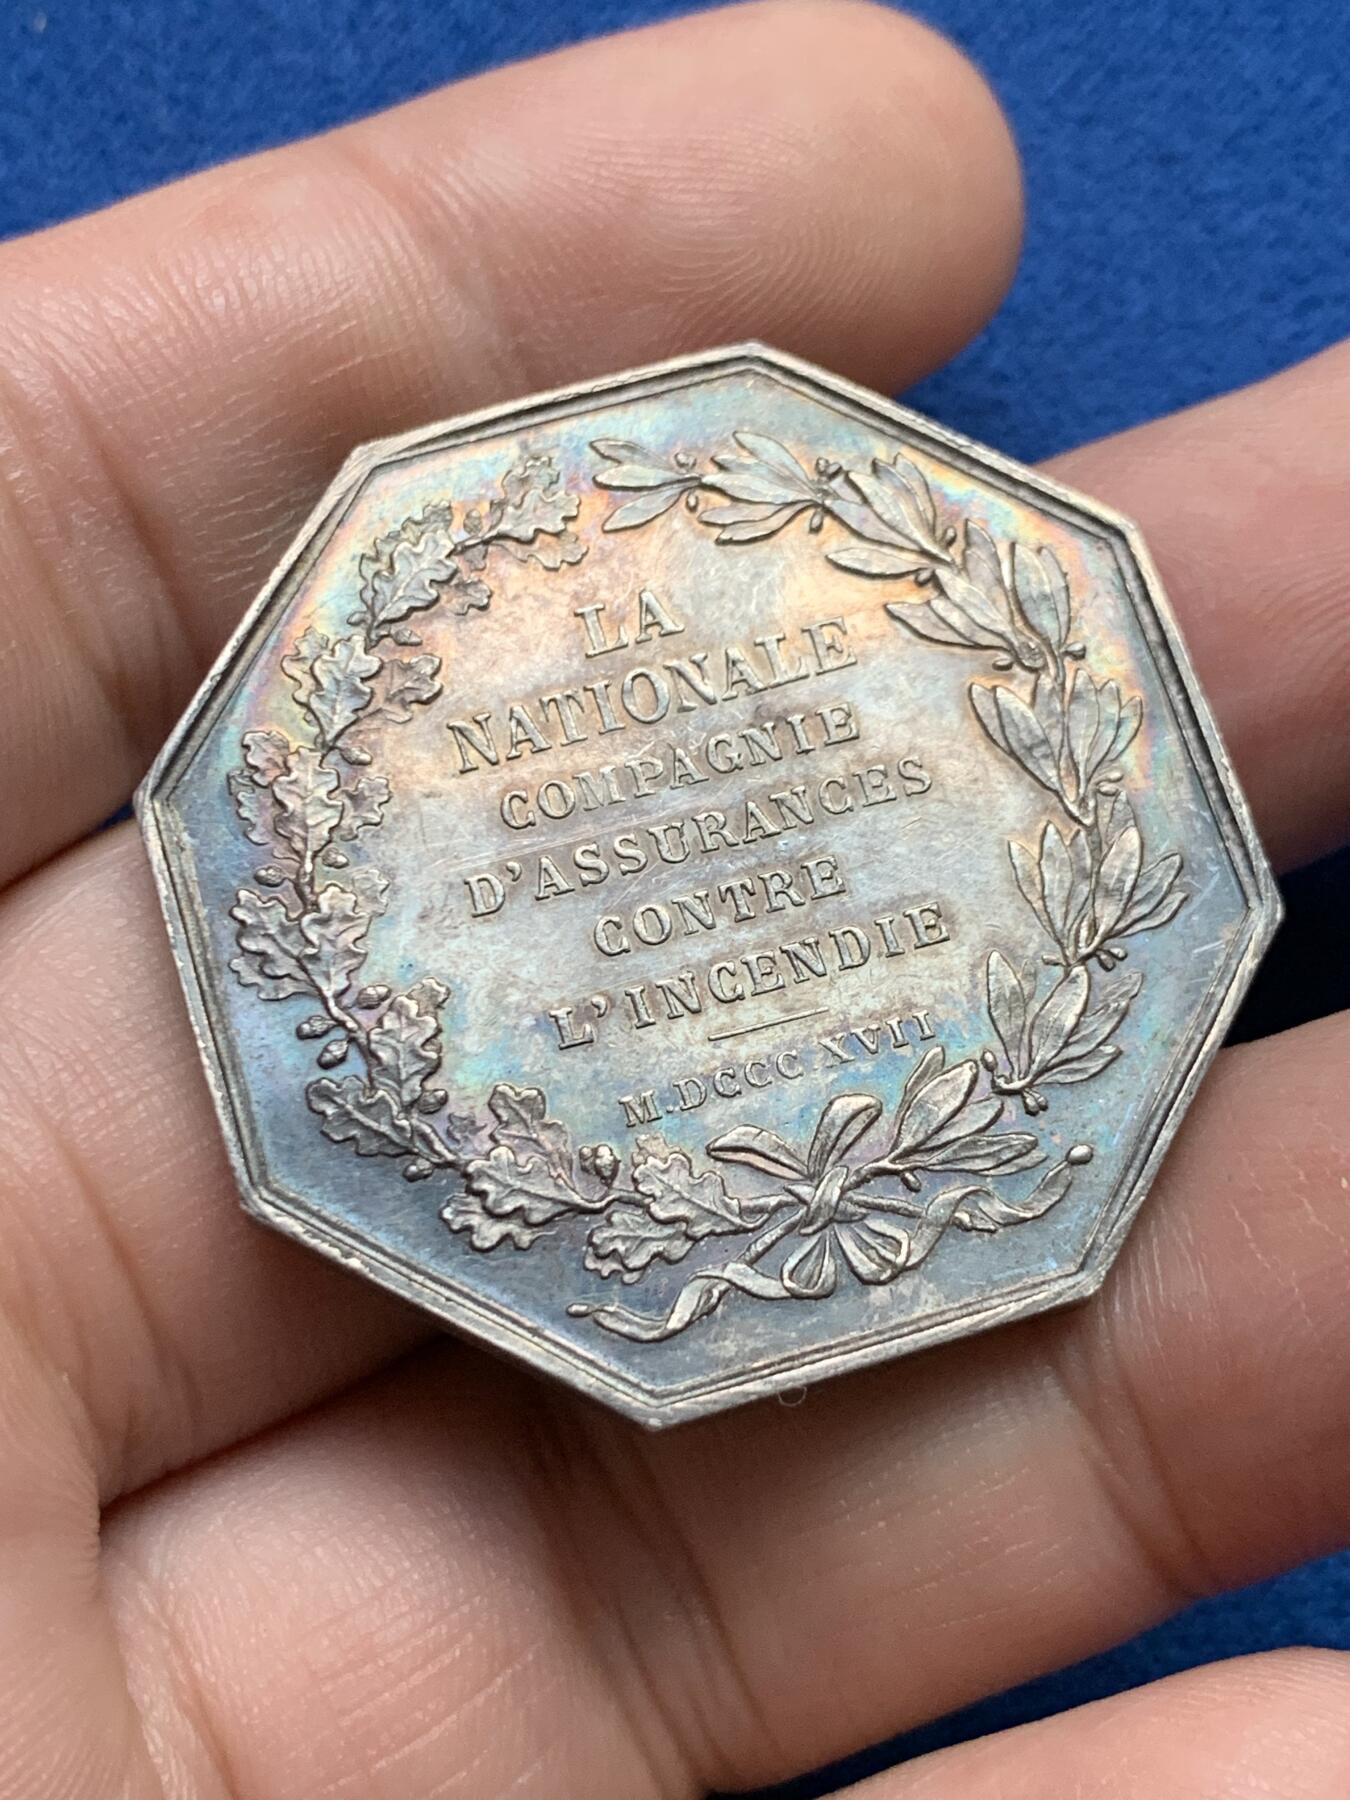 LA
NATIONALE
COMPAGNIE
D'ASSURANCES
CONTRE
L'INCENDIE
M.DCCC XVII